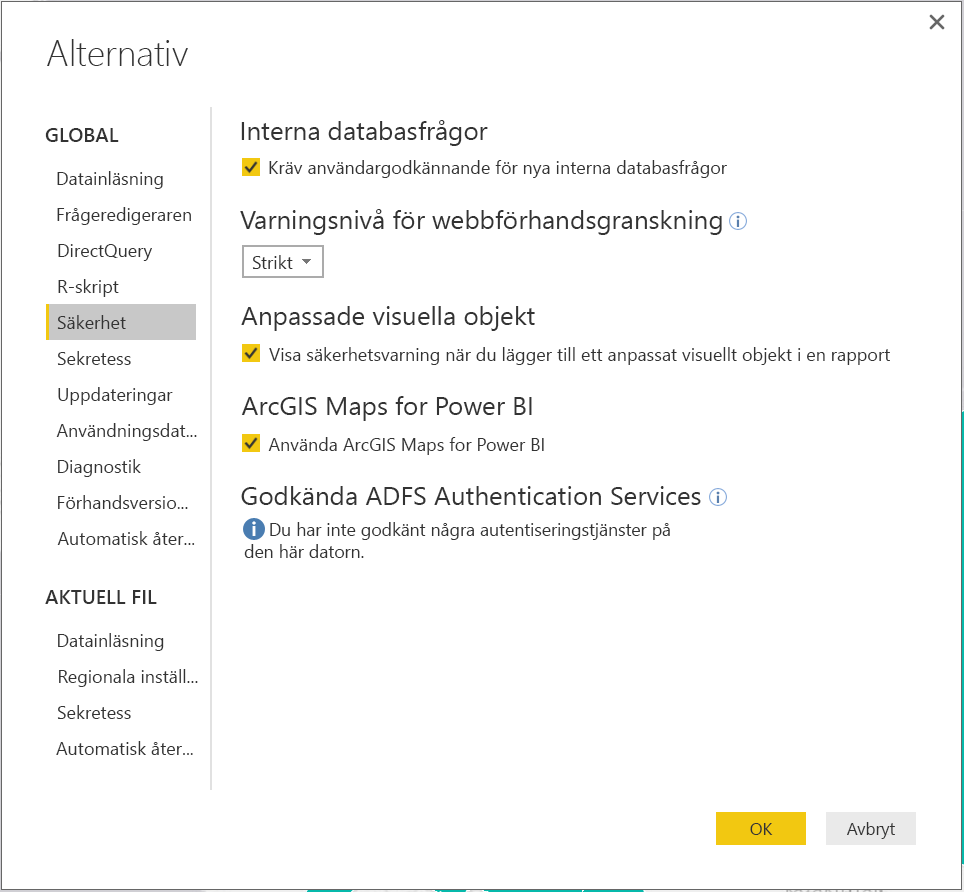 Alternativ
GLOBAL
Datainläsning
Frågeredigeraren
DirectQuery
R-skript
Säkerhet
Sekretess
Uppdateringar
Användningsdat...
Diagnostik
Förhandsversio...
Automatisk åter...
AKTUELL FIL
Datainläsning
Regionala inställ...
Sekretess
Automatisk åter...
Interna databasfrågor
Kräv användargodkännande för nya interna databasfrågor
Varningsnivå för webbförhandsgranskning
Strikt
Anpassade visuella objekt
Visa säkerhetsvarning när du lägger till ett anpassat visuellt objekt i en rapport
ArcGIS Maps for Power BI
Använda ArcGIS Maps for Power BI
Godkända ADFS Authentication Services
Du har inte godkänt några autentiseringstjänster på
den här datorn.
OK
Avbryt